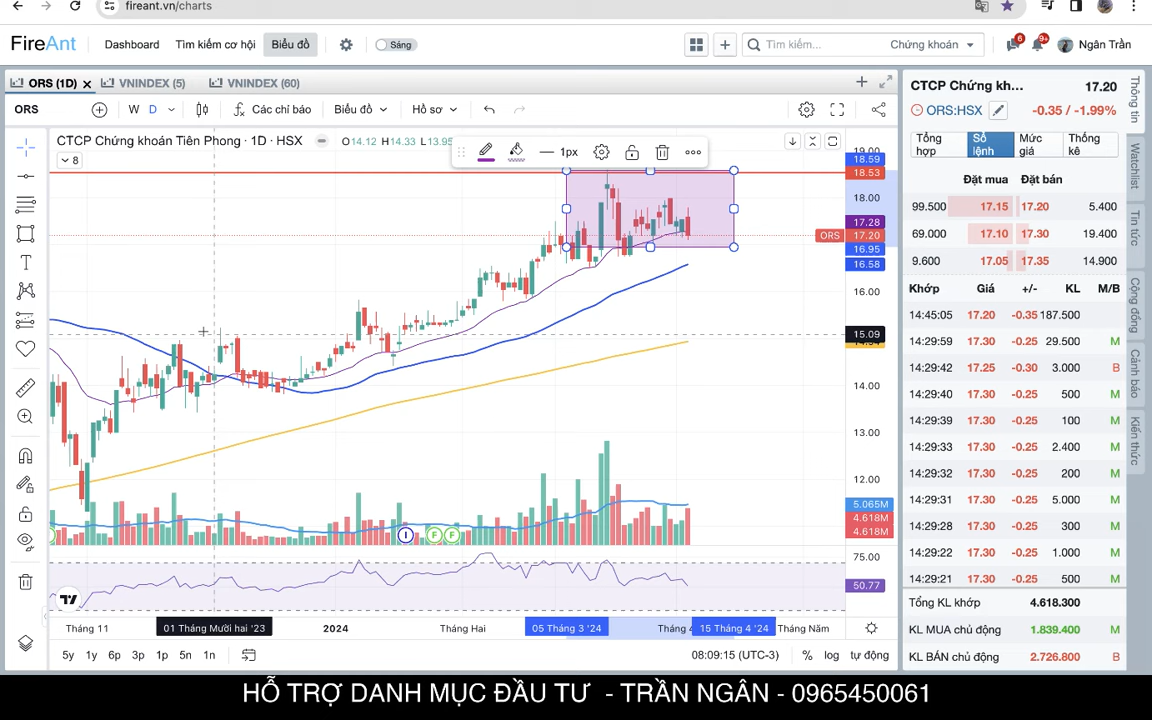 fireant.vn/charts
FireAnt
Dashboard
Tìm kiếm cơ hội
Biểu đồ
Sáng
Tìm kiếm...
Chứng khoán
6
9+
Ngân Trần
ORS (1D)
VNINDEX (5)
VNINDEX (60)
ORS
W
D
Các chỉ báo
Biểu đồ
Hồ sơ
CTCP Chứng khoán Tiên Phong · 1D · HSX
O14.12 H14.33 L13.95
8
1px
19.00
18.59
18.53
18.00
17.28
ORS
17.20
16.95
16.58
16.00
15.09
14.00
13.00
12.00
5.065M
4.618M
4.618M
I
F
F
75.00
50.77
Tháng 11
01 Tháng Mười hai '23
2024
Tháng Hai
05 Tháng 3 '24
Tháng 4
15 Tháng 4 '24
Tháng Năm
5y
1y
6p
3p
1p
5n
1n
08:09:15 (UTC-3)
%
log
tự động
CTCP Chứng kh...
17.20
ORS:HSX
-0.35 / -1.99%
Tổng hợp
Sổ lệnh
Mức giá
Thống kê
Đặt mua
Đặt bán
99.500 17.15 17.20 5.400
69.000 17.10 17.30 19.400
9.600 17.05 17.35 14.900
Khớp Giá +/- KL M/B
14:45:05 17.20 -0.35 187.500
14:29:59 17.20 -0.35 29.500 M
14:29:42 17.25 -0.30 3.000 B
14:29:40 17.30 -0.25 500 M
14:29:39 17.30 -0.25 100 M
14:29:33 17.30 -0.25 2.400 M
14:29:32 17.30 -0.25 200 M
14:29:31 17.30 -0.25 5.000 M
14:29:28 17.30 -0.25 300 M
14:29:22 17.30 -0.25 1.000 M
14:29:21 17.30 -0.25 500 M
Tổng KL khớp 4.618.300
KL MUA chủ động 1.839.400 M
KL BÁN chủ động 2.726.800 B
Thông tin
Watchlist
Tin tức
Cộng đồng
Cảnh báo
Kiến thức
HỖ TRỢ DANH MỤC ĐẦU TƯ - TRẦN NGÂN - 0965450061